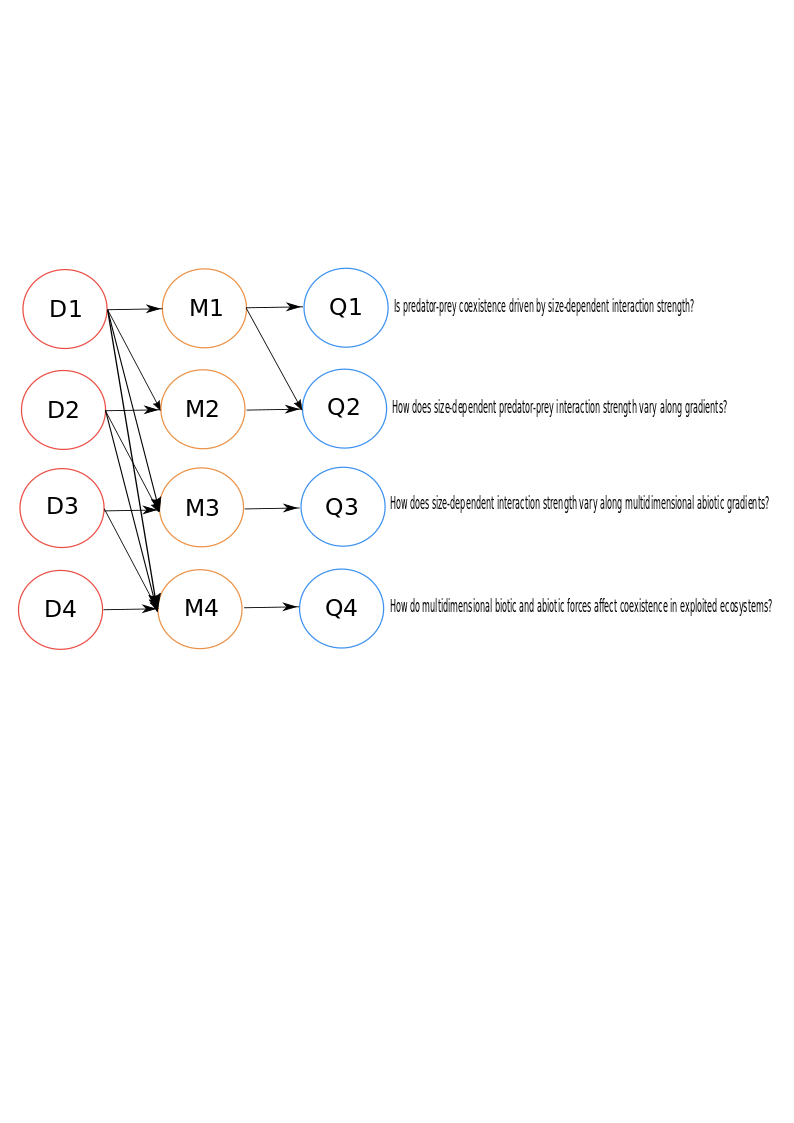 D1 M1 Q1 Is predator-prey coexistence driven by size-dependent interaction strength?
D2 M2 Q2 How does size-dependent predator-prey interaction strength vary along gradients?
D3 M3 Q3 How does size-dependent interaction strength vary along multidimensional abiotic gradients?
D4 M4 Q4 How do multidimensional biotic and abiotic forces affect coexistence in exploited ecosystems?